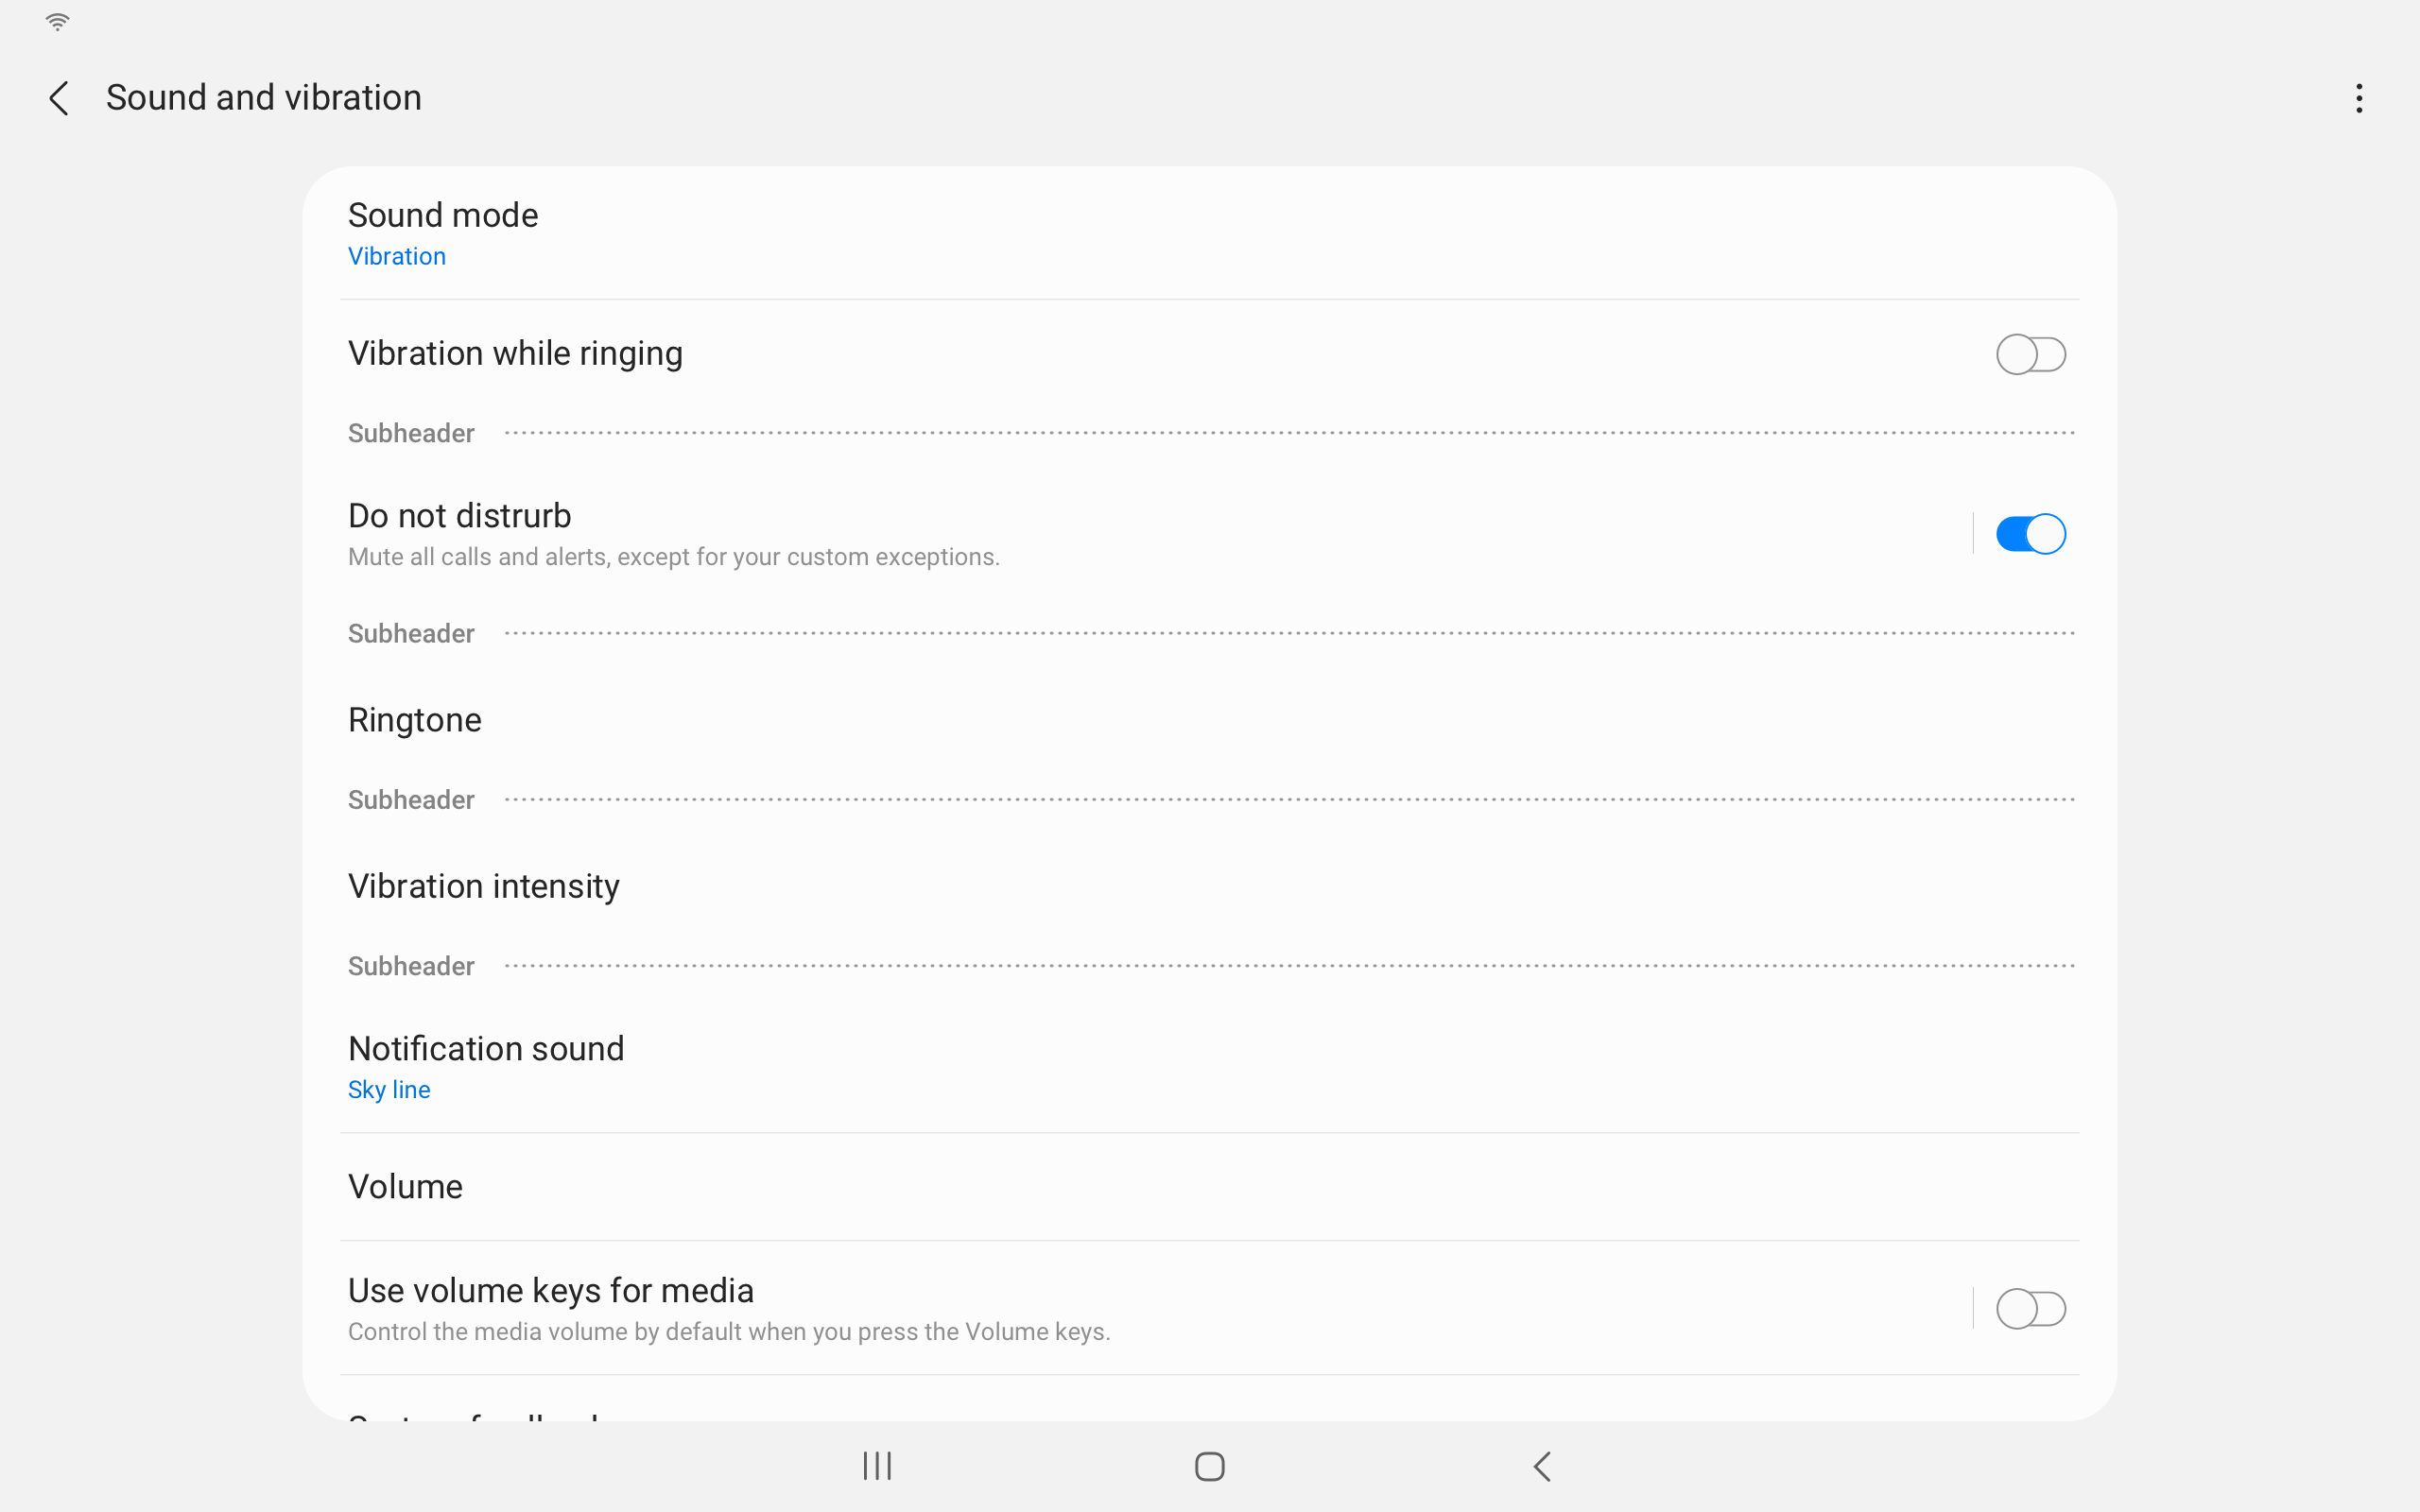 Sound and vibration
Sound mode
Vibration
Vibration while ringing
Subheader
Do not distrurb
Mute all calls and alerts, except for your custom exceptions.
Subheader
Ringtone
Subheader
Vibration intensity
Subheader
Notification sound
Sky line
Volume
Use volume keys for media
Control the media volume by default when you press the Volume keys.